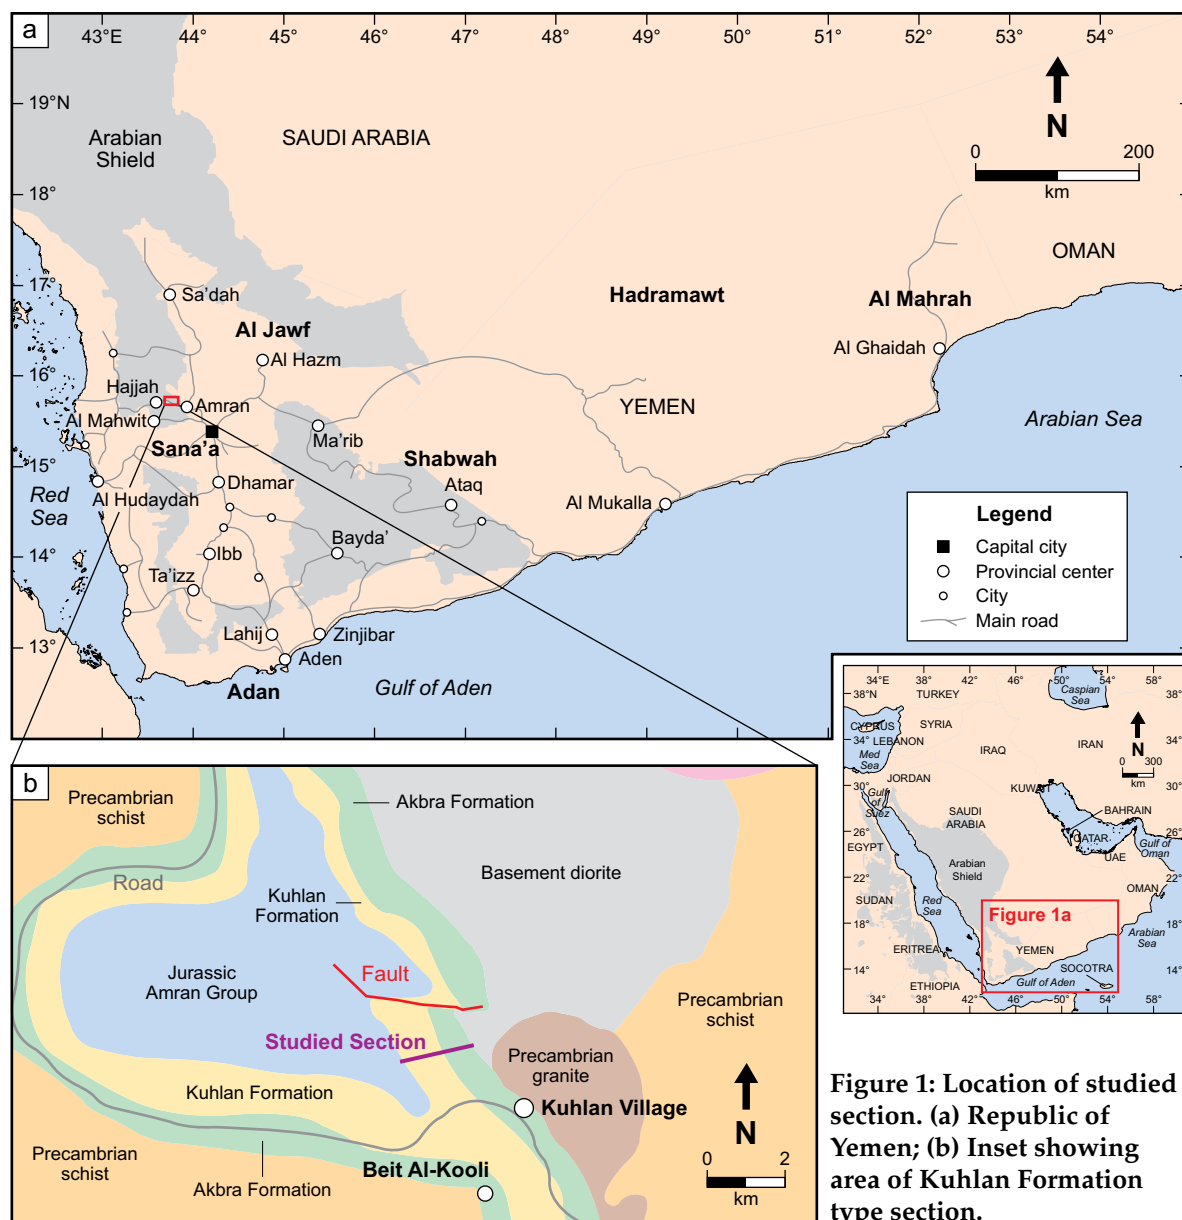 a
43°E 44° 45° 46° 47° 48° 49° 50° 51° 52° 53° 54°
19°N
18°
17°
16°
15°
14°
13°
Arabian
Shield
SAUDI ARABIA
N
0 200
km
OMAN
Sa'dah
Hadramawt
Al Mahrah
Al Jawf
Al Hazm
Al Ghaidah
Hajjah
Amran
YEMEN
Al Mahwit
Arabian Sea
Sana'a
Ma'rib
Shabwah
Red
Sea
Al Hudaydah
Dhamar
Ataq
Al Mukalla
Ibb
Bayda'
Ta'izz
Lahij
Zinjibar
Aden
Adan
Gulf of Aden
Legend
Capital city
Provincial center
City
Main road
34°E 38° 42° 46° 50° 54° 58°
38°N 38°
34° 34°
30° 30°
26° 26°
22° 22°
18° 18°
14° 14°
34° 38° 42° 46° 50° 54° 58°
TURKEY
Caspian
Sea
CYPRUS
SYRIA
LEBANON
Med
Sea
IRAQ
IRAN
N
0 300
km
JORDAN
KUWAIT
Gulf
of
Suez
SAUDI
ARABIA
BAHRAIN
QATAR
Gulf of
Oman
EGYPT
UAE
Arabian
Shield
OMAN
SUDAN
Red
Sea
Figure 1a
Arabian
Sea
ERITREA
YEMEN
SOCOTRA
ETHIOPIA
Gulf of Aden
b
Precambrian
schist
Akbra Formation
Road
Basement diorite
Kuhlan
Formation
Jurassic
Amran Group
Fault
Precambrian
schist
Studied Section
Precambrian
granite
Kuhlan Formation
Kuhlan Village
N
Precambrian
schist
Beit Al-Kooli
0 2
km
Akbra Formation
Figure 1: Location of studied
section. (a) Republic of
Yemen; (b) Inset showing
area of Kuhlan Formation
type section.